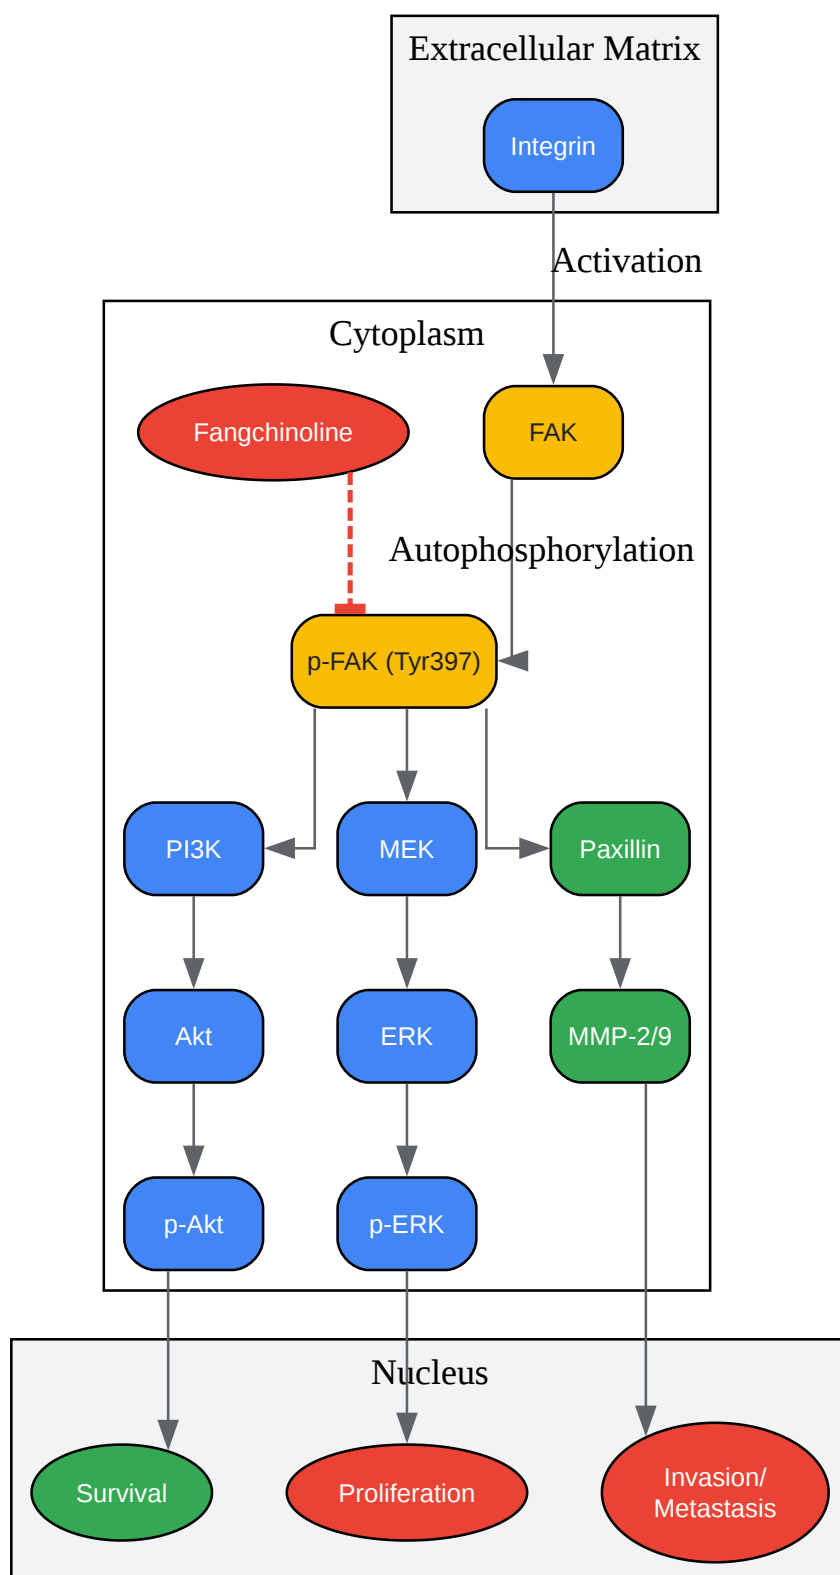 Extracellular Matrix
Integrin
Activation
Cytoplasm
Fangchinoline
FAK
Autophosphorylation
p-FAK (Tyr397)
PI3K
MEK
Paxillin
Akt
ERK
MMP-2/9
p-Akt
p-ERK
Nucleus
Survival
Proliferation
Invasion/
Metastasis